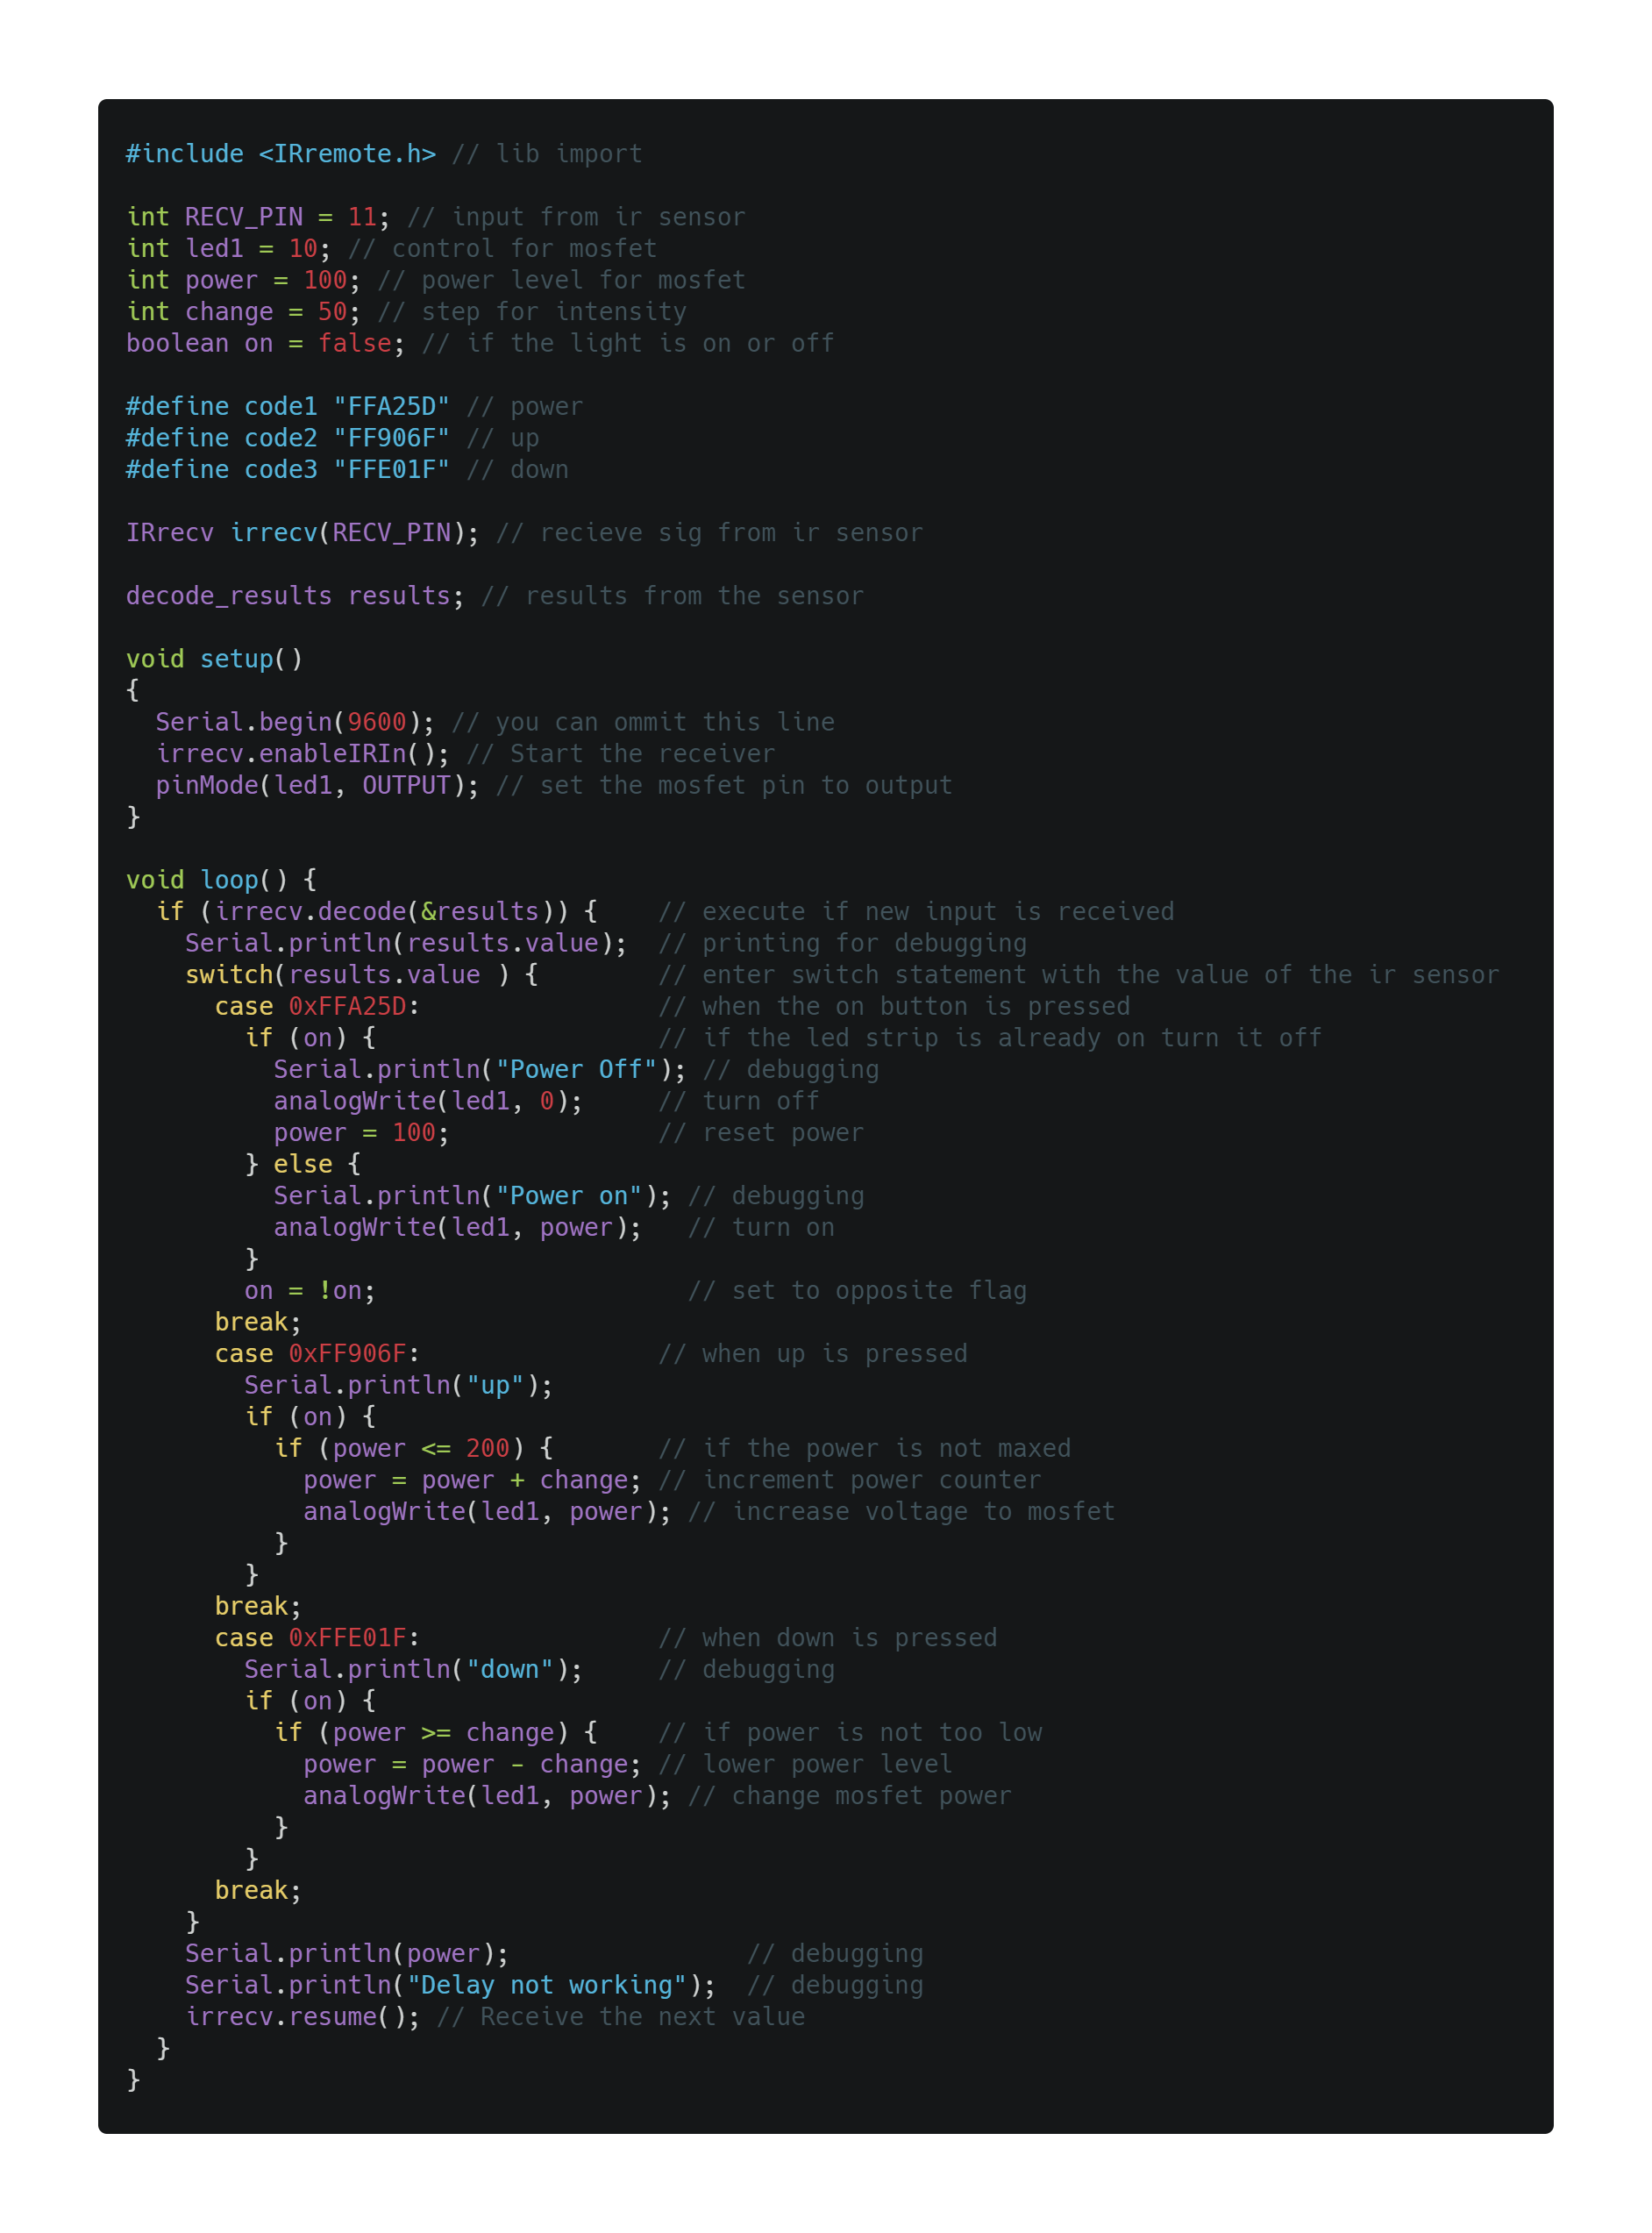 #include <IRremote.h> // lib import

int RECV_PIN = 11; // input from ir sensor
int led1 = 10; // control for mosfet
int power = 100; // power level for mosfet
int change = 50; // step for intensity
boolean on = false; // if the light is on or off

#define code1 "FFA25D" // power
#define code2 "FF906F" // up
#define code3 "FFE01F" // down

IRrecv irrecv(RECV_PIN); // recieve sig from ir sensor

decode_results results; // results from the sensor

void setup()
{
  Serial.begin(9600); // you can ommit this line
  irrecv.enableIRIn(); // Start the receiver
  pinMode(led1, OUTPUT); // set the mosfet pin to output
}

void loop() {
  if (irrecv.decode(&results)) {    // execute if new input is received
    Serial.println(results.value);  // printing for debugging
    switch(results.value ) {        // enter switch statement with the value of the ir sensor
      case 0xFFA25D:                // when the on button is pressed
        if (on) {                   // if the led strip is already on turn it off
          Serial.println("Power Off"); // debugging
          analogWrite(led1, 0);     // turn off
          power = 100;              // reset power
        } else {
          Serial.println("Power on"); // debugging
          analogWrite(led1, power);   // turn on
        }
        on = !on;                     // set to opposite flag
      break;
      case 0xFF906F:                // when up is pressed
        Serial.println("up");
        if (on) {
          if (power <= 200) {       // if the power is not maxed
            power = power + change; // increment power counter
            analogWrite(led1, power); // increase voltage to mosfet
          }
        }
      break;
      case 0xFFE01F:                // when down is pressed
        Serial.println("down");     // debugging
        if (on) {
          if (power >= change) {    // if power is not too low
            power = power - change; // lower power level
            analogWrite(led1, power); // change mosfet power
          }
        }
      break;
    }
    Serial.println(power);                // debugging
    Serial.println("Delay not working");  // debugging
    irrecv.resume(); // Receive the next value
  }
}